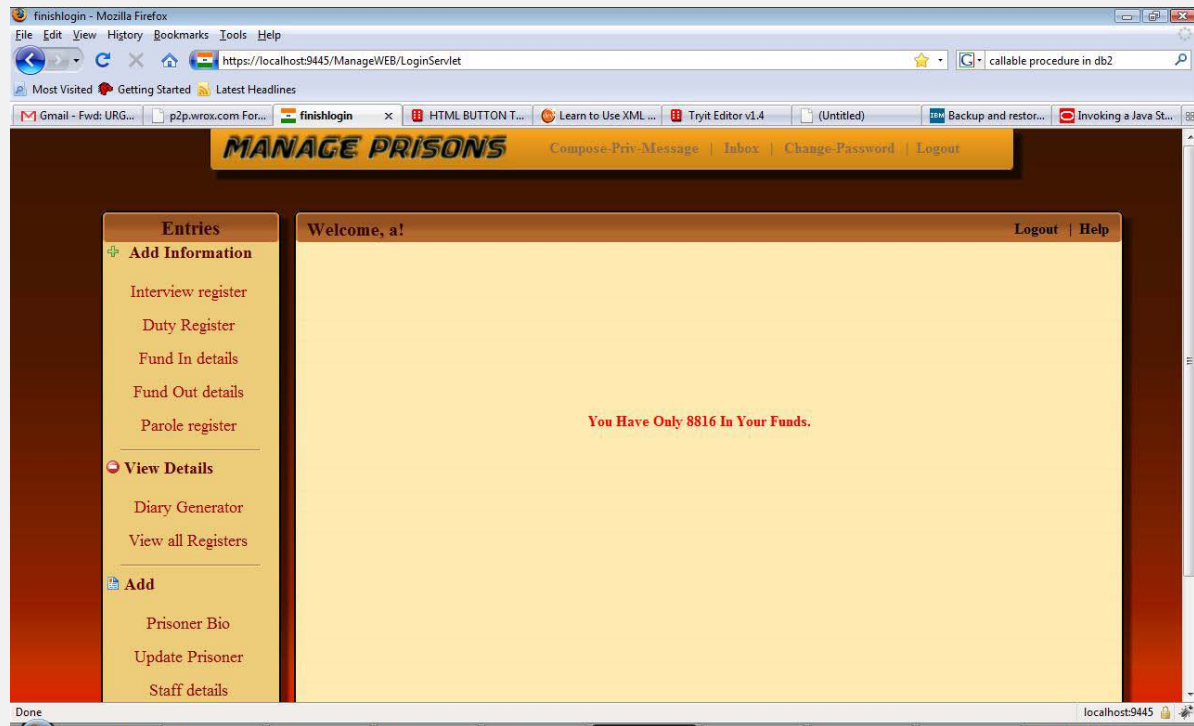 finishlogin - Mozilla Firefox
File Edit View History Bookmarks Tools Help
https://localhost:9445/ManageWEB/LoginServlet
G callable procedure in db2
Most Visited Getting Started Latest Headlines
Gmail - Fwd: URG... p2p.wrox.com For... finishlogin x HTML BUTTON T... Learn to Use XML ... Tryit Editor v1.4 (Untitled) IBM Backup and restor... Invoking a Java St...
MANAGE PRISONS Compose-Priv-Message | Inbox | Change-Password | Logout
Entries Welcome, a! Logout | Help
Add Information
Interview register
Duty Register
Fund In details
Fund Out details
You Have Only 8816 In Your Funds.
Parole register
View Details
Diary Generator
View all Registers
Add
Prisoner Bio
Update Prisoner
Staff details
Done localhost:9445